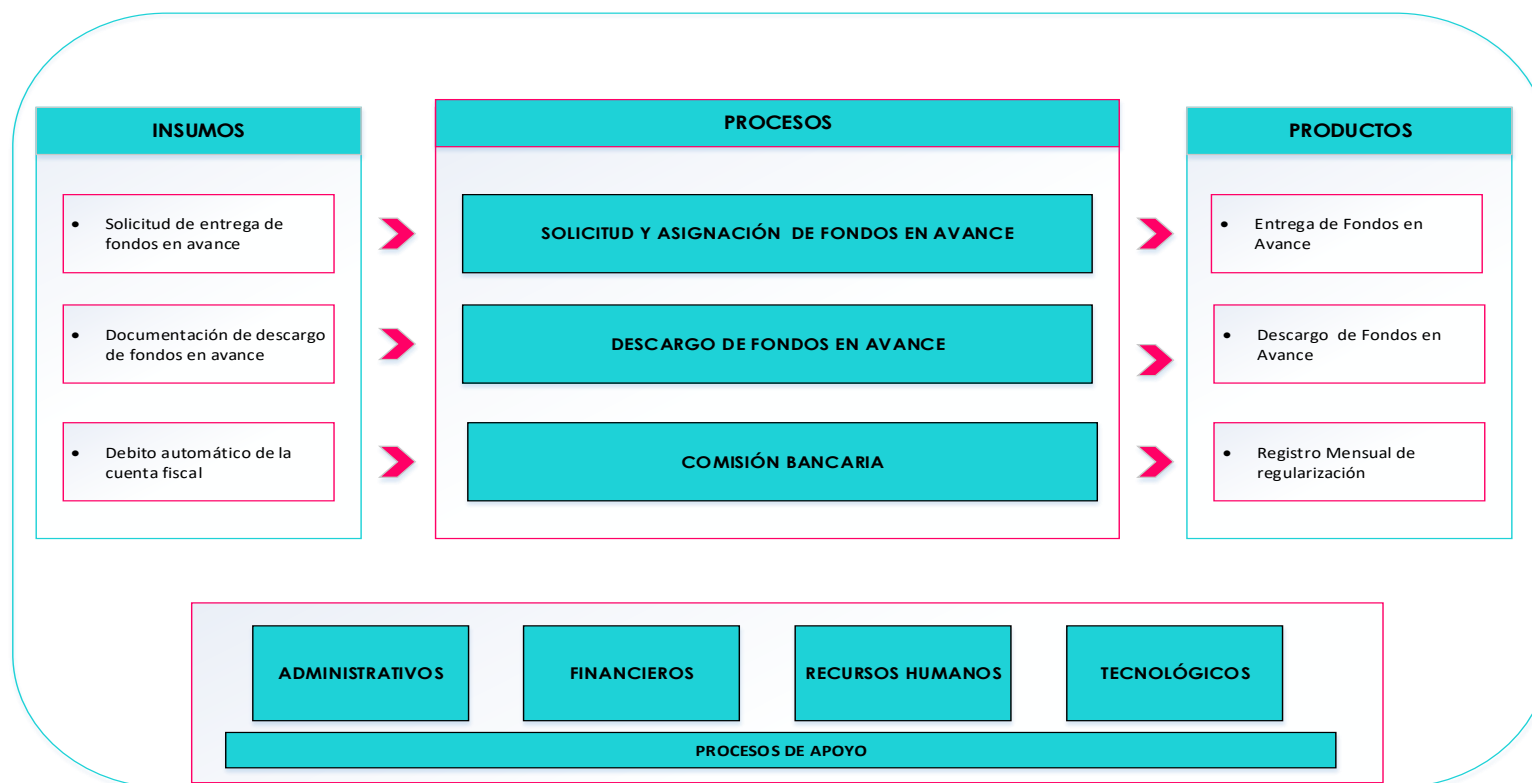 INSUMOS
Solicitud de entrega de
fondos en avance
Documentación de descargo
de fondos en avance
Debito automático de la
cuenta fiscal
PROCESOS
SOLICITUD Y ASIGNACIÓN DE FONDOS EN AVANCE
DESCARGO DE FONDOS EN AVANCE
COMISIÓN BANCARIA
PRODUCTOS
Entrega de Fondos en
Avance
Descargo de Fondos en
Avance
Registro Mensual de
regularización
ADMINISTRATIVOS
FINANCIEROS
RECURSOS HUMANOS
TECNOLÓGICOS
PROCESOS DE APOYO